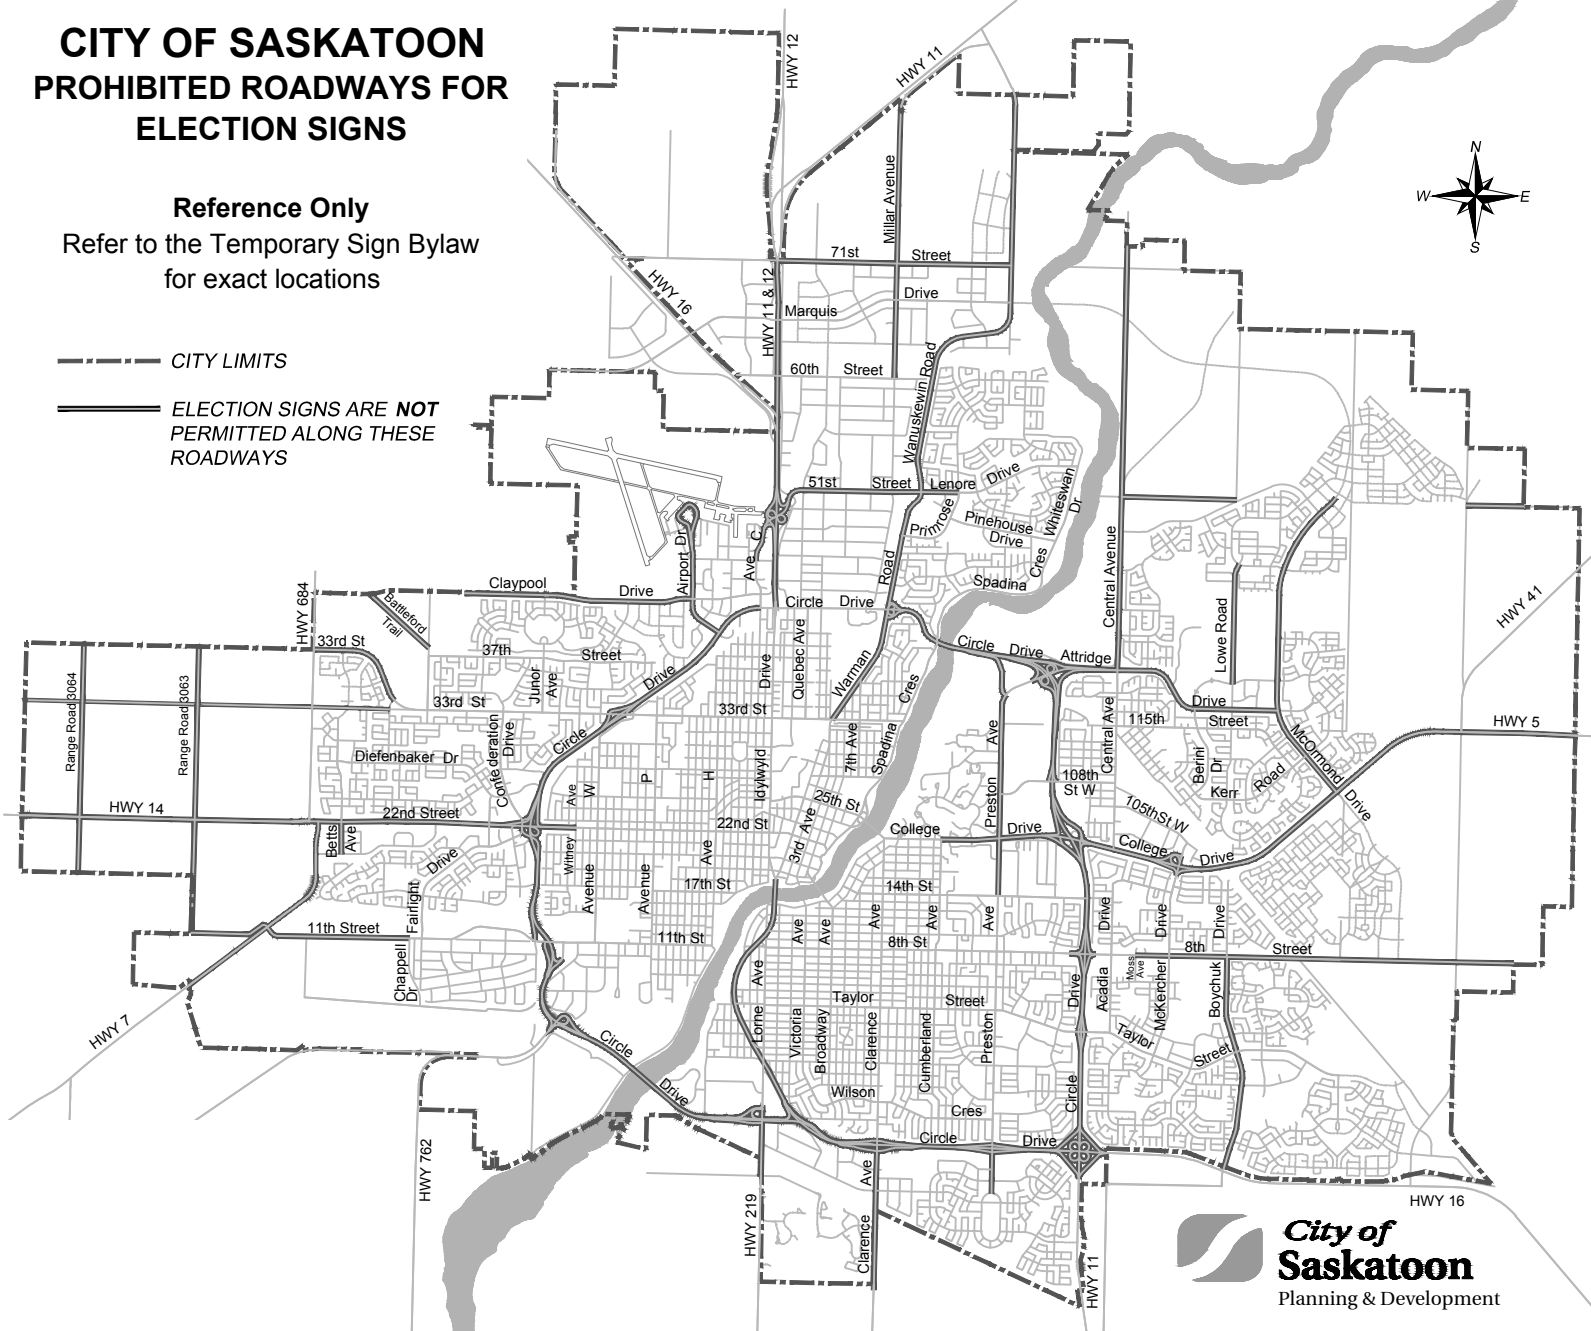 CITY OF SASKATOON
PROHIBITED ROADWAYS FOR
ELECTION SIGNS
Reference Only
Refer to the Temporary Sign Bylaw
for exact locations
CITY LIMITS
ELECTION SIGNS ARE NOT
PERMITTED ALONG THESE
ROADWAYS
HWY 12
HWY 11
N
W
E
S
Millar Avenue
71st Street
HWY 16
HWY 11 & 12
Drive
Marquis
60th Street
Wanuskewin Road
51st Street
Lenore Drive
Primrose
Pinehouse
Drive
Whiteswan
Dr
Ave C
Airport Dr
Road
Cres
Spadina
Central Avenue
Claypool Drive
Battleford
Trail
HWY 684
Circle Drive
Lowe Road
HWY 41
33rd St
37th Street
Junor
Ave
Drive
Drive
Quebec Ave
Warman
Cres
Circle Drive
Attridge
Range Road 3064
Range Road 3063
33rd St
33rd St
Drive
115th Street
HWY 5
Confederation
Drive
Circle
7th Ave
Spadina
Ave
Central Ave
McOrmond
Drive
Diefenbaker Dr
Ave
W
P
H
Idylwyld
108th
St W
Berini
Dr
Kerr
Road
HWY 14
22nd Street
25th St
22nd St
3rd Ave
Preston
105th St W
College Drive
College Drive
Betts
Ave
Drive
Witney
Ave
17th St
14th St
Fairlight
Avenue
Avenue
11th Street
11th St
Ave
Ave
Ave
Ave
Ave
8th St
Drive
Drive
Drive
8th Street
Chappell
Dr
Ave
Moss
Ave
Acadia
McKercher
Boychuk
Taylor Street
Drive
HWY 7
Circle
Lorne
Victoria
Broadway
Clarence
Cumberland
Preston
Taylor
Street
Drive
Wilson
Cres
Circle
Circle Drive
HWY 762
HWY 219
Ave
Clarence
HWY 11
HWY 16
City of
Saskatoon
Planning & Development